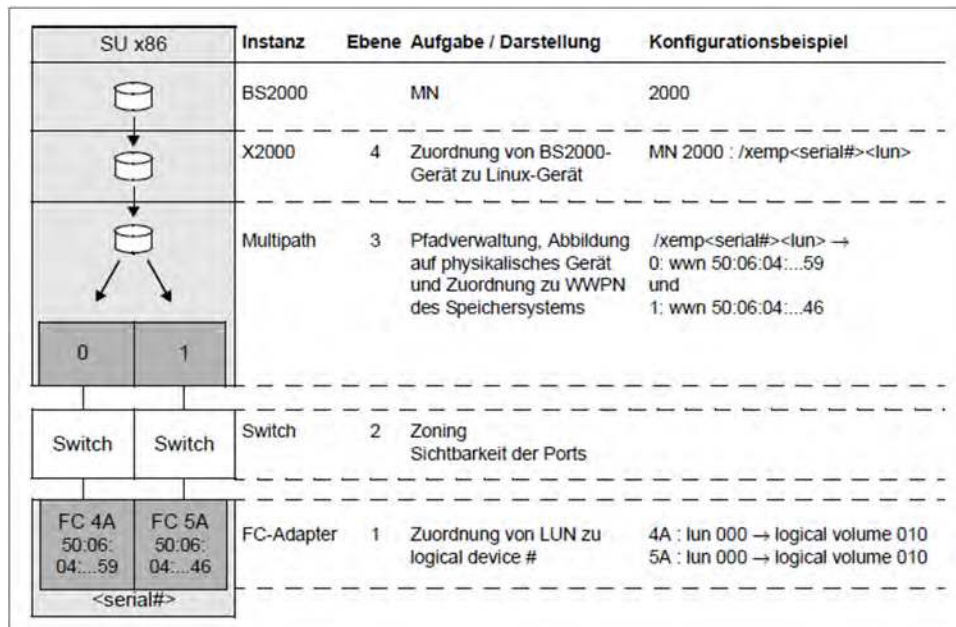 SU x86 Instanz Ebene Aufgabe / Darstellung Konfigurationsbeispiel
BS2000 MN 2000
X2000 4 Zuordnung von BS2000- MN 2000 : /xemp<serial#><lun>
Gerät zu Linux-Gerät
Multipath 3 Pfadverwaltung, Abbildung /xemp<serial#><lun> →
auf physikalisches Gerät 0: wwn 50:06:04:...59
und Zuordnung zu WWPN und
des Speichersystems 1: wwn 50:06:04:...46
0 1
Switch Switch Switch 2 Zoning
Sichtbarkeit der Ports
FC 4A FC 5A FC-Adapter 1 Zuordnung von LUN zu 4A : lun 000 → logical volume 010
50:06: 50:06: logical device # 5A : lun 000 → logical volume 010
04:...59 04:...46
<serial#>